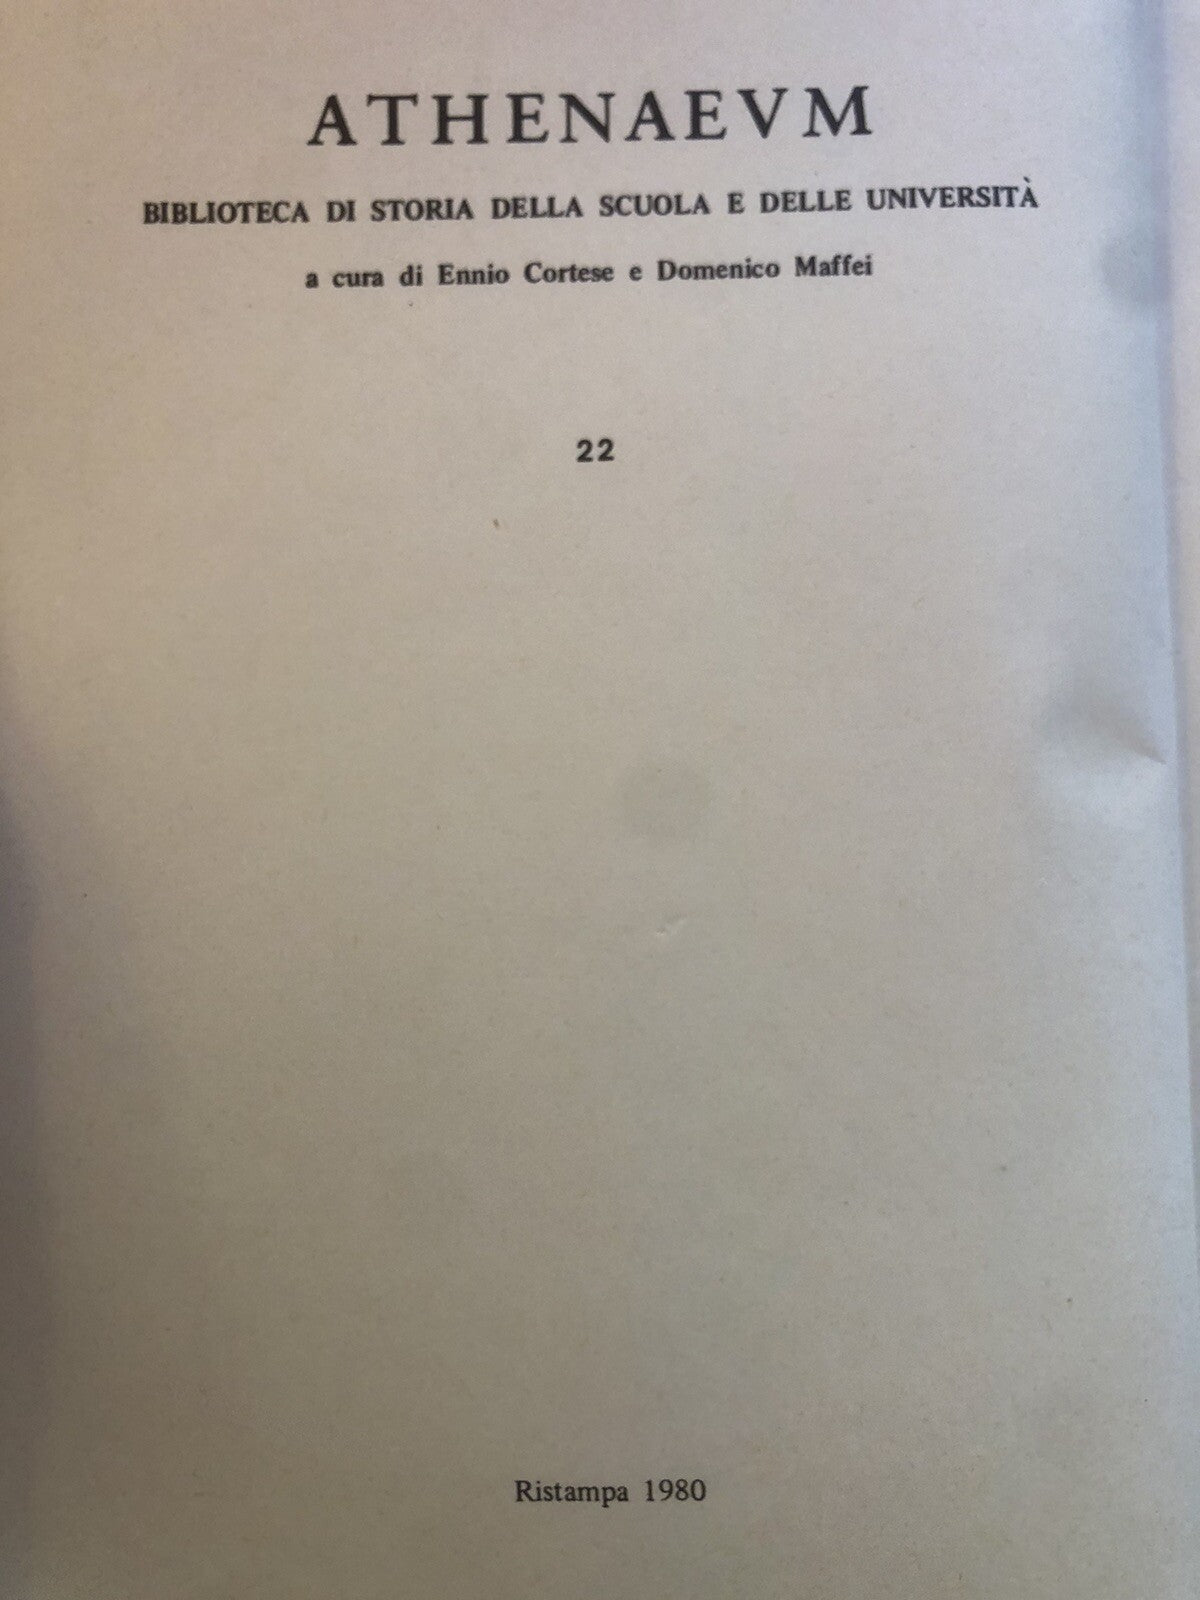 ATHENAEVM
BIBLIOTECA DI STORIA DELLA SCUOLA E DELLE UNIVERSITÀ
a cura di Ennio Cortese e Domenico Maffei
22
Ristampa 1980